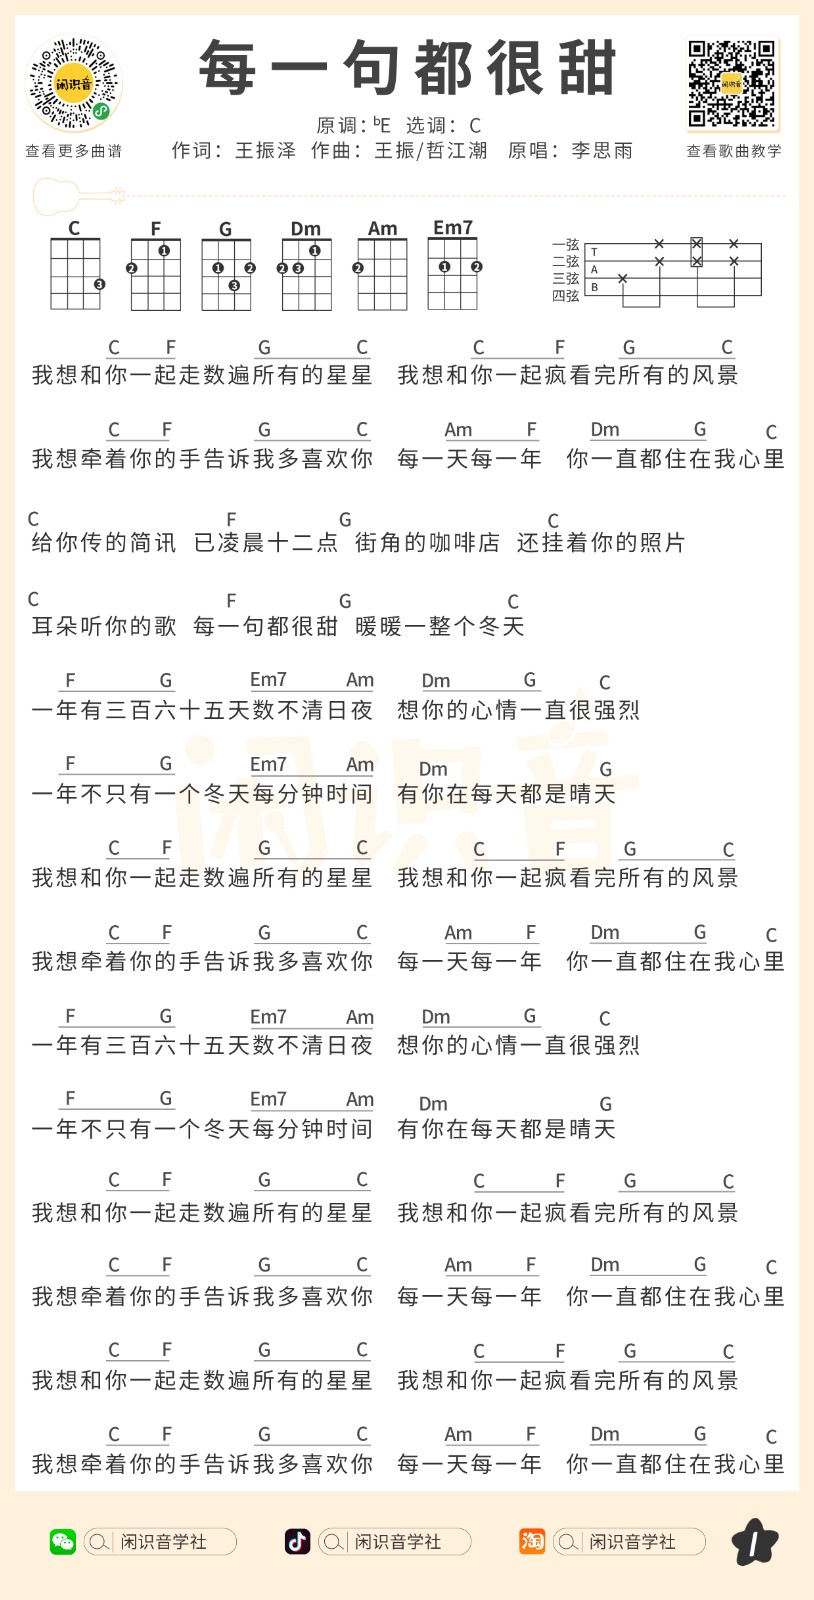 每一句都很甜
闲识音
闲识音
原调:ᵇE 选调:C
作词:王振泽 作曲:王振/哲江潮 原唱:李思雨
查看更多曲谱
查看歌曲教学
C F G Dm Am Em7
3 2 1 1 2 3 2 3 1 2 1 2
一弦
二弦
三弦
四弦
T
A
B
C F G C C F G C
我想和你一起走数遍所有的星星 我想和你一起疯看完所有的风景
C F G C Am F Dm G C
我想牵着你的手告诉我多喜欢你 每一天每一年 你一直都住在我心里
C F G C
给你传的简讯 已凌晨十二点 街角的咖啡店 还挂着你的照片
C F G C
耳朵听你的歌 每一句都很甜 暖暖一整个冬天
F G Em7 Am Dm G C
一年有三百六十五天数不清日夜 想你的心情一直很强烈
F G Em7 Am Dm G
一年不只有一个冬天每分钟时间 有你在每天都是晴天
闲识音
C F G C C F G C
我想和你一起走数遍所有的星星 我想和你一起疯看完所有的风景
C F G C Am F Dm G C
我想牵着你的手告诉我多喜欢你 每一天每一年 你一直都住在我心里
F G Em7 Am Dm G C
一年有三百六十五天数不清日夜 想你的心情一直很强烈
F G Em7 Am Dm G
一年不只有一个冬天每分钟时间 有你在每天都是晴天
C F G C C F G C
我想和你一起走数遍所有的星星 我想和你一起疯看完所有的风景
C F G C Am F Dm G C
我想牵着你的手告诉我多喜欢你 每一天每一年 你一直都住在我心里
C F G C C F G C
我想和你一起走数遍所有的星星 我想和你一起疯看完所有的风景
C F G C Am F Dm G C
我想牵着你的手告诉我多喜欢你 每一天每一年 你一直都住在我心里
闲识音学社 闲识音学社 淘 闲识音学社 1